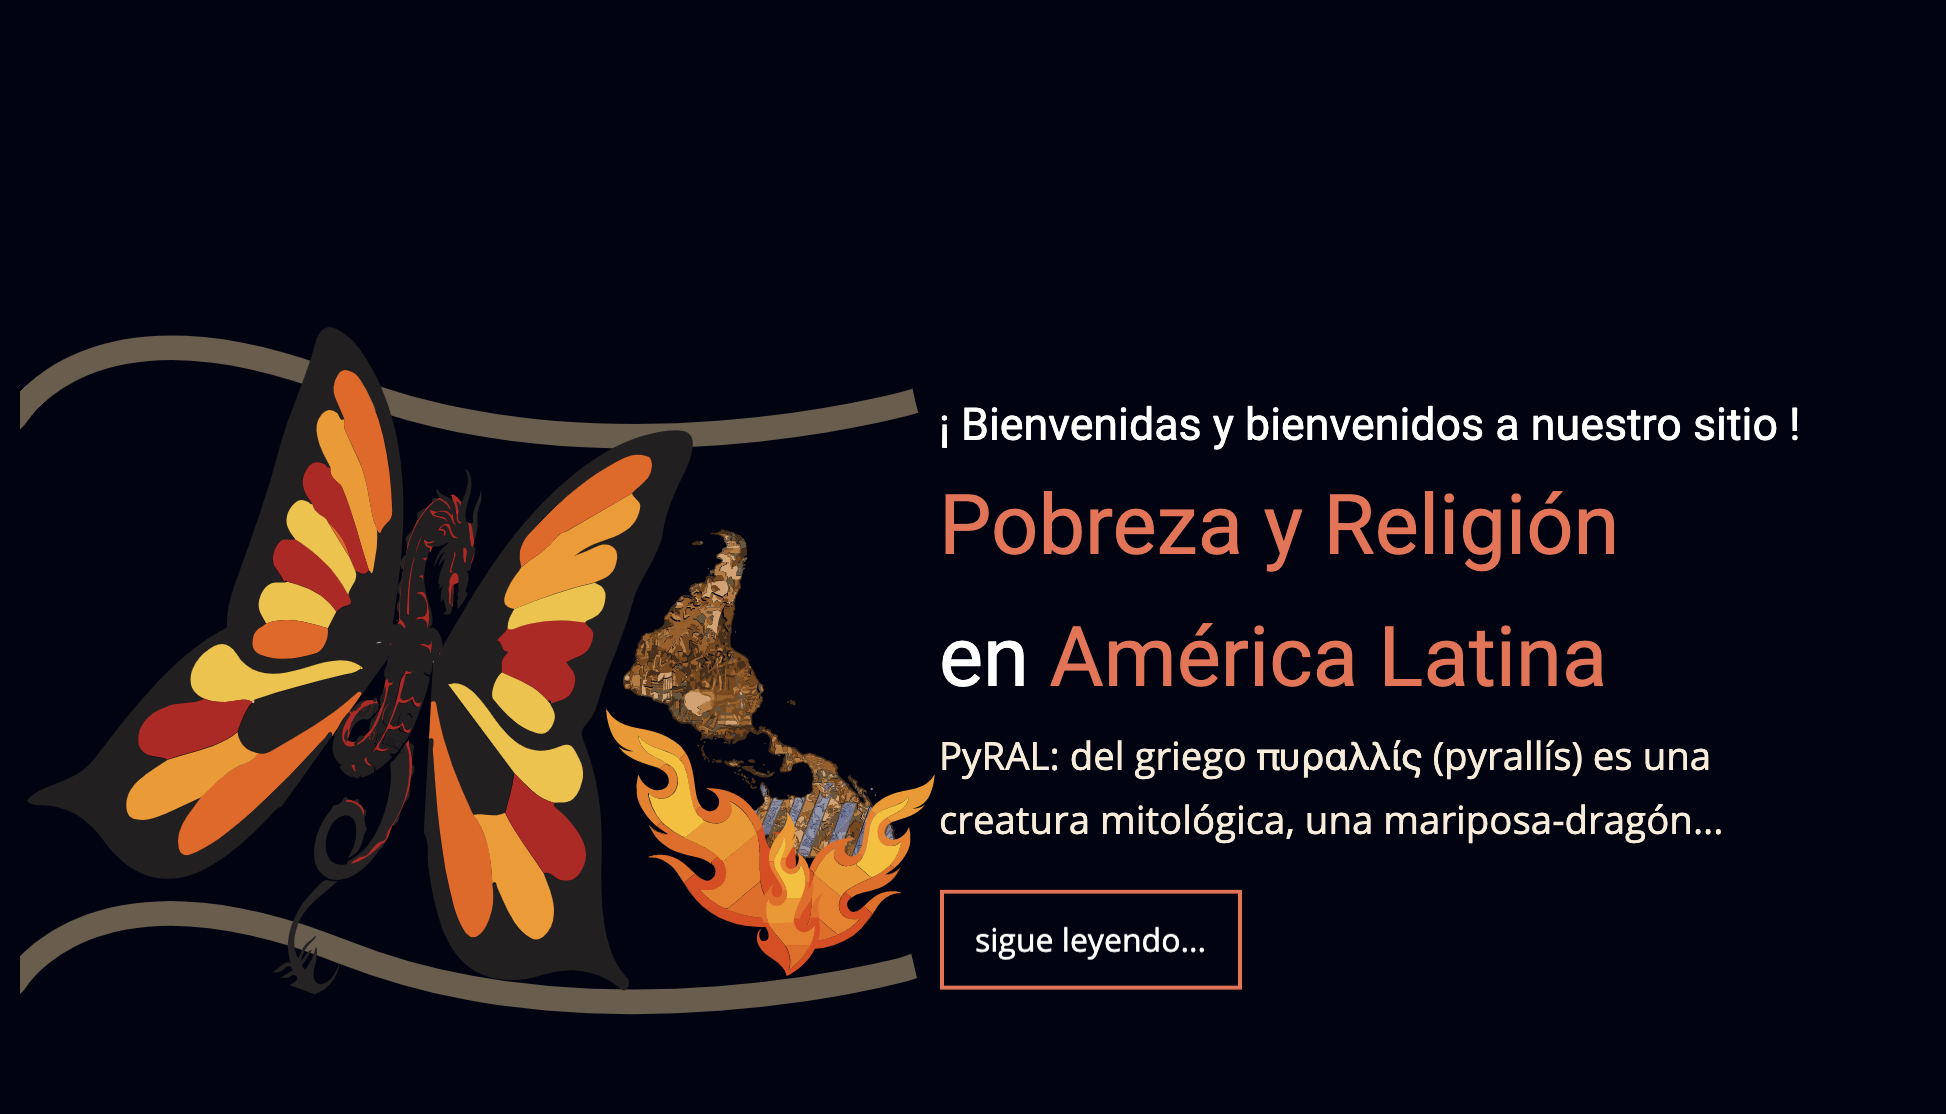 ¡ Bienvenidas y bienvenidos a nuestro sitio !
Pobreza y Religión
en América Latina
PyRAL: del griego πυραλλίς (pyrallís) es una
creatura mitológica, una mariposa-dragón...
sigue leyendo...